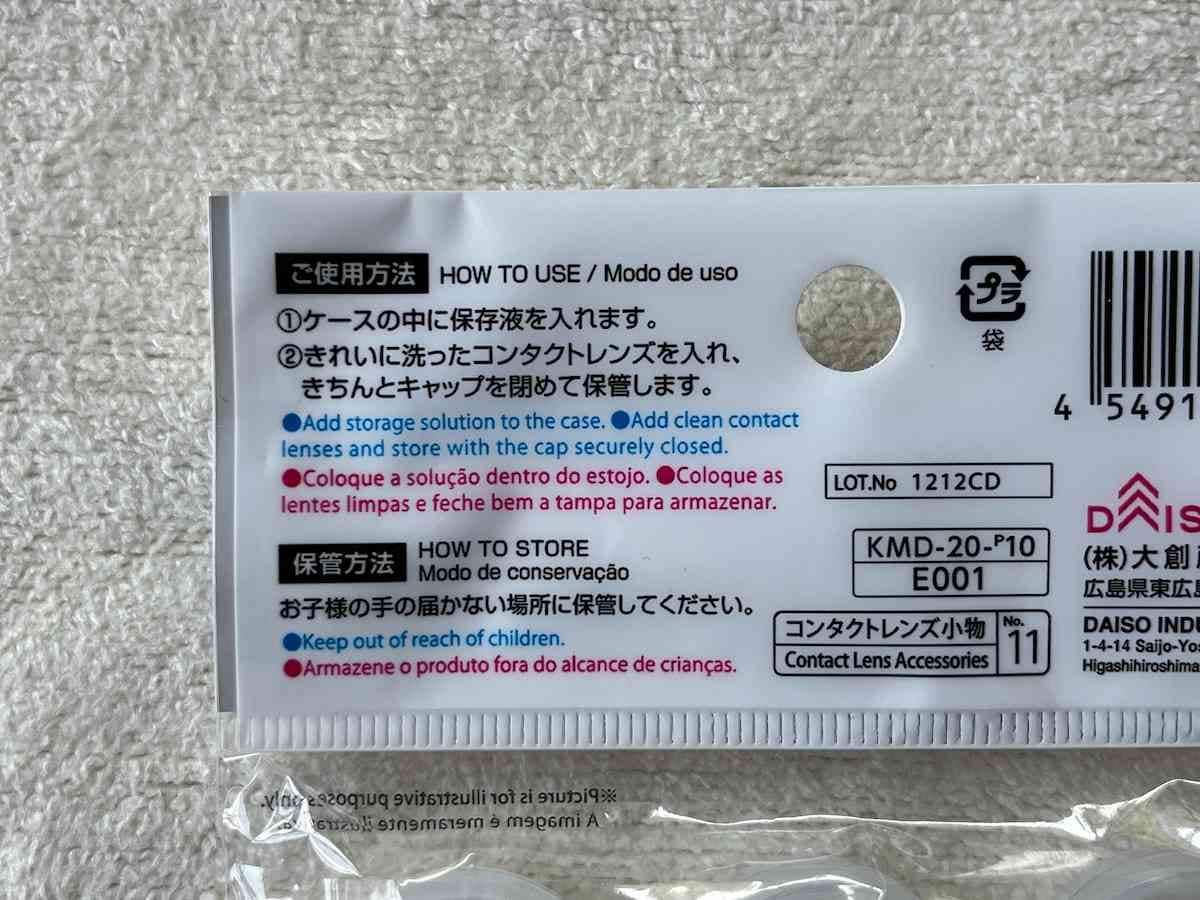 ご使用方法 HOW TO USE / Modo de uso
①ケースの中に保存液を入れます。
②きれいに洗ったコンタクトレンズを入れ、
きちんとキャップを閉めて保管します。
●Add storage solution to the case. ●Add clean contact
lenses and store with the cap securely closed.
●Coloque a solução dentro do estojo. ●Coloque as
lentes limpas e feche bem a tampa para armazenar.
保管方法 HOW TO STORE
Modo de conservação
お子様の手の届かない場所に保管してください。
●Keep out of reach of children.
●Armazene o produto fora do alcance de crianças.
プラ
袋
4 5491
LOT.No 1212CD
KMD-20-P10
E001
コンタクトレンズ小物
Contact Lens Accessories
No.
11
DAIS
(株)大創
広島県東広島
DAISO INDU
1-4-14 Saijo-Yos
Higashihiroshima
※Picture is for illustrative purposes only.
A imagem é meramente